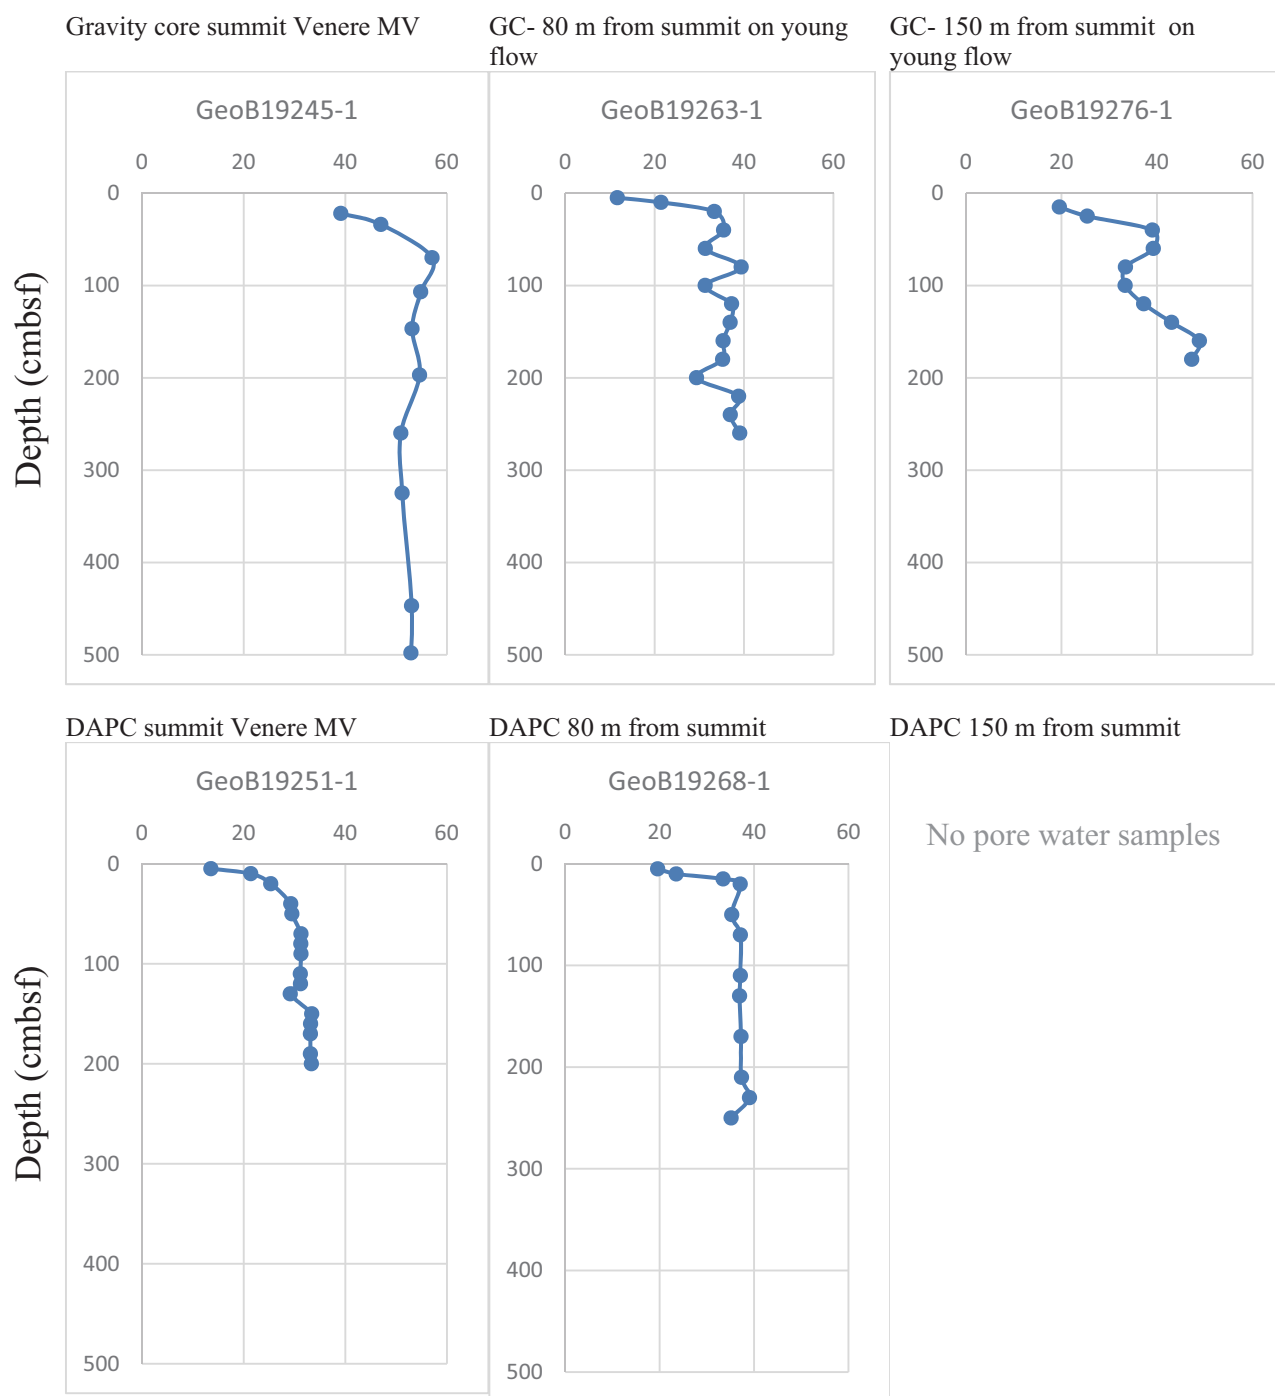 Gravity core summit Venere MV
GC- 80 m from summit on young
flow
GC- 150 m from summit on
young flow
GeoB19245-1
GeoB19263-1
GeoB19276-1
0 20 40 60
0 20 40 60
0 20 40 60
0
100
200
300
400
500
0
100
200
300
400
500
0
100
200
300
400
500
Depth (cmbsf)
DAPC summit Venere MV
DAPC 80 m from summit
DAPC 150 m from summit
GeoB19251-1
GeoB19268-1
No pore water samples
0 20 40 60
0 20 40 60
0
100
200
300
400
500
0
100
200
300
400
500
Depth (cmbsf)